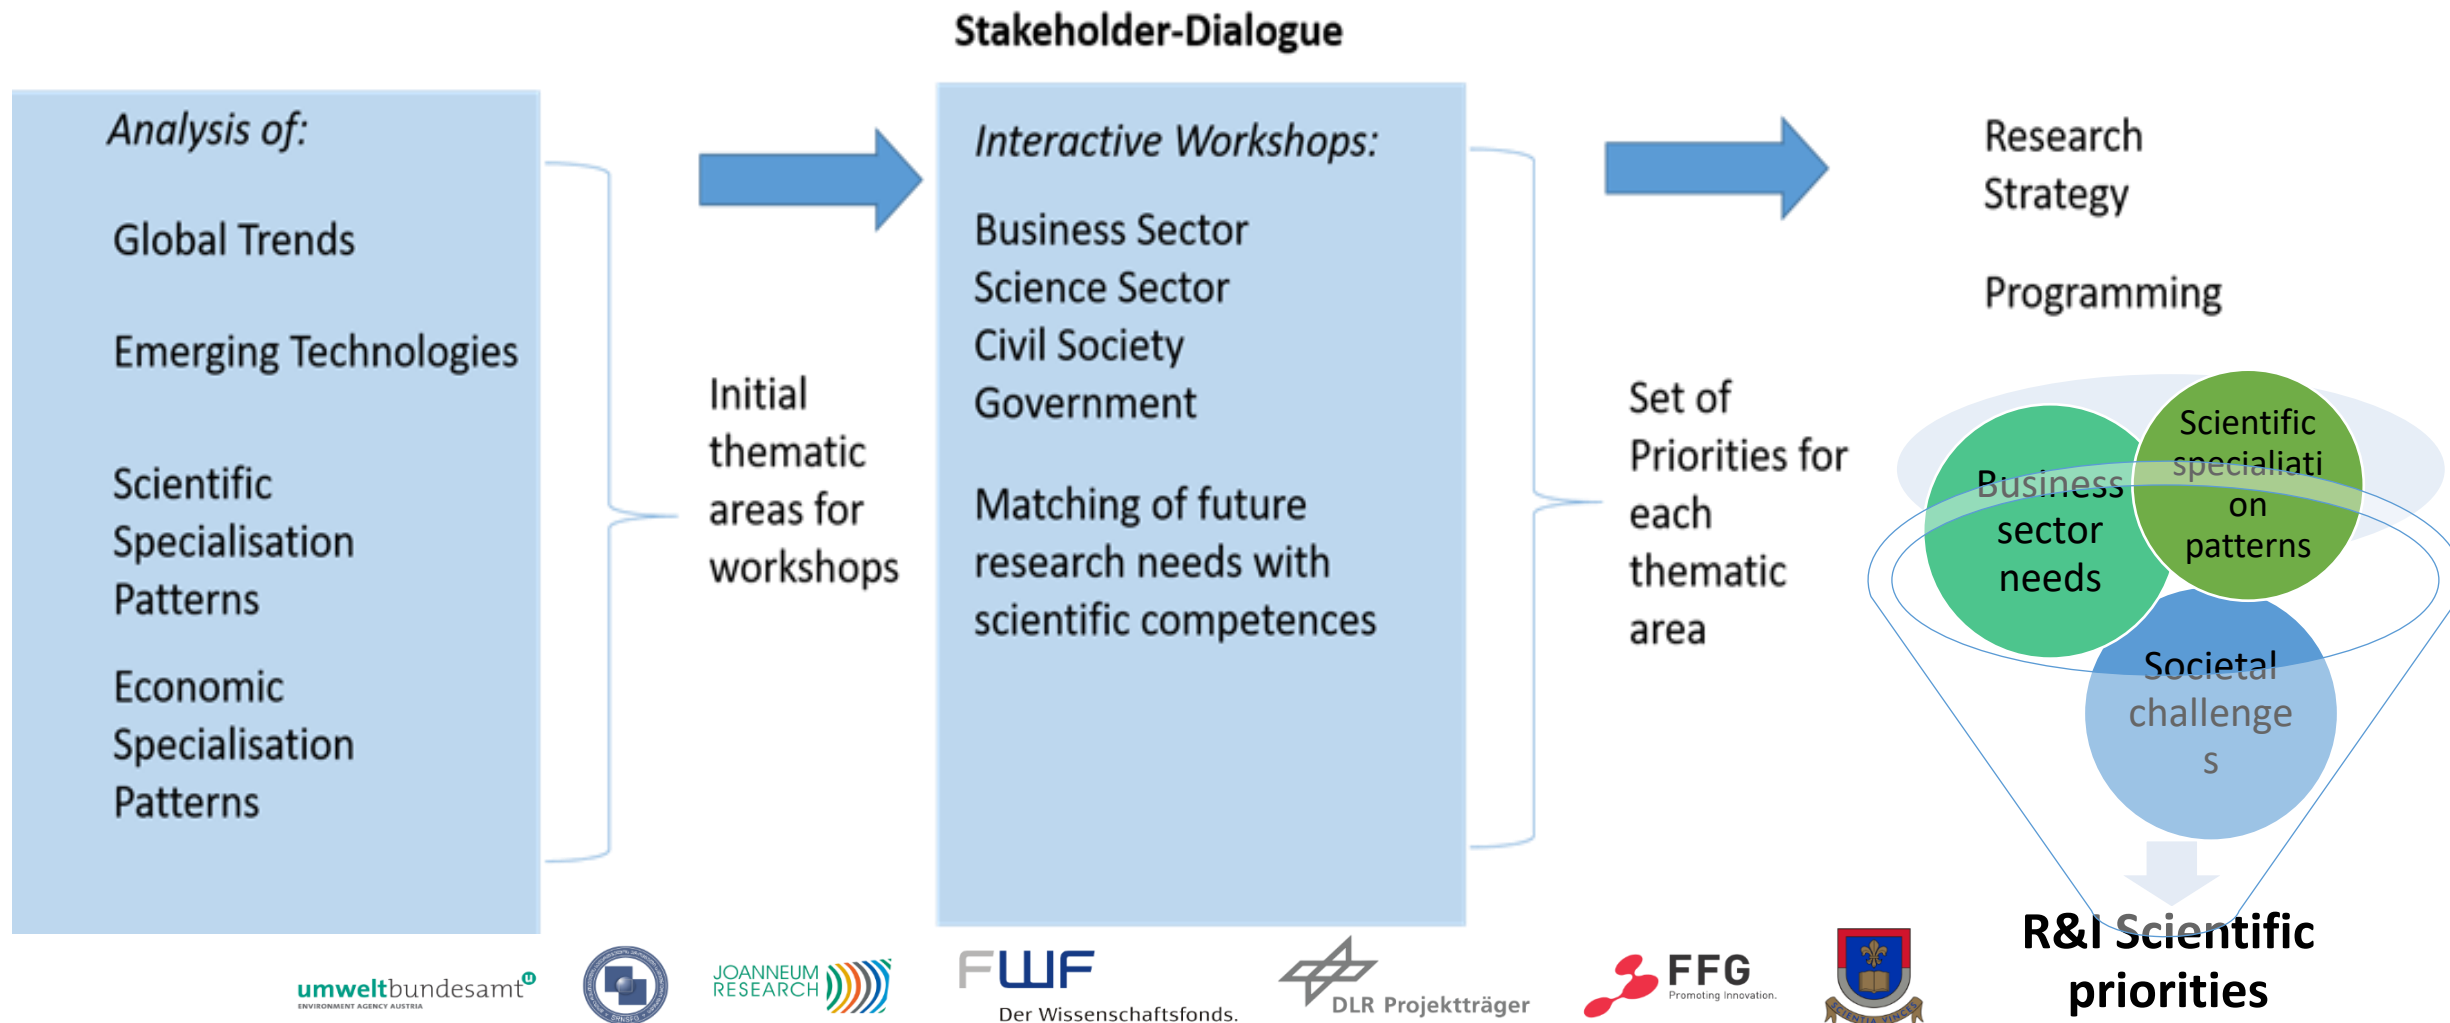 Stakeholder-Dialogue
Analysis of:
Global Trends
Emerging Technologies
Scientific
Specialisation
Patterns
Economic
Specialisation
Patterns
Initial
thematic
areas for
workshops
Interactive Workshops:
Business Sector
Science Sector
Civil Society
Government
Matching of future
research needs with
scientific competences
Set of
Priorities for
each
thematic
area
Research
Strategy
Programming
Scientific
specialiati
on
patterns
Business
sector
needs
Societal
challenge
s
R&I Scientific
priorities
umweltbundesamt
ENVIRONMENT AGENCY AUSTRIA
JOANNEUM
RESEARCH
FWF
Der Wissenschaftsfonds.
DLR Projektträger
FFG
Promoting Innovation.
SCIENTIA VINCES